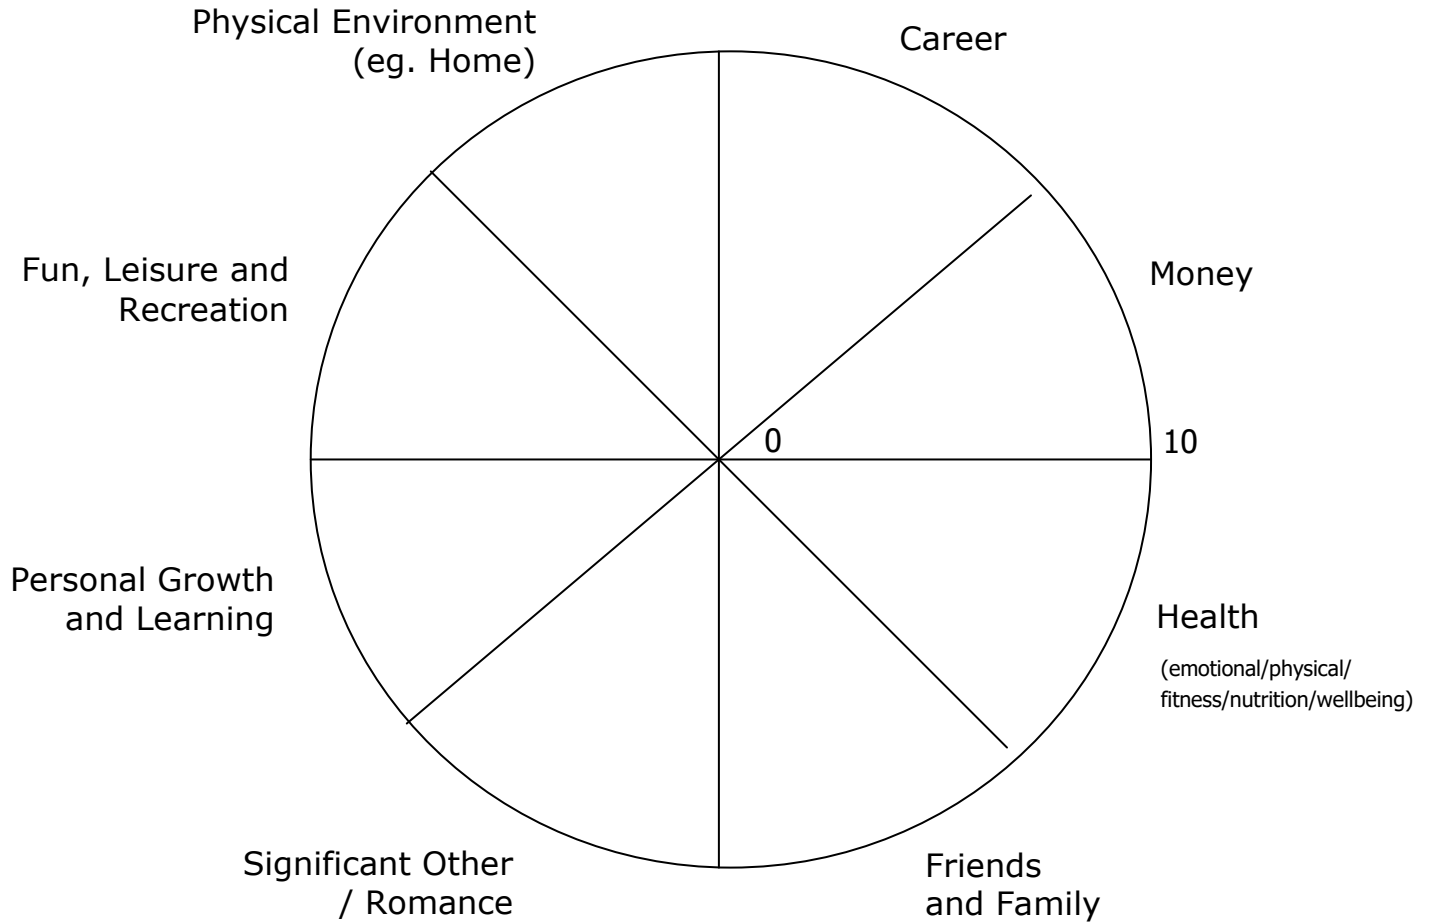 Physical Environment
(eg. Home)
Career
Fun, Leisure and
Recreation
Money
0
10
Personal Growth
and Learning
Health
(emotional/physical/
fitness/nutrition/wellbeing)
Significant Other
/ Romance
Friends
and Family